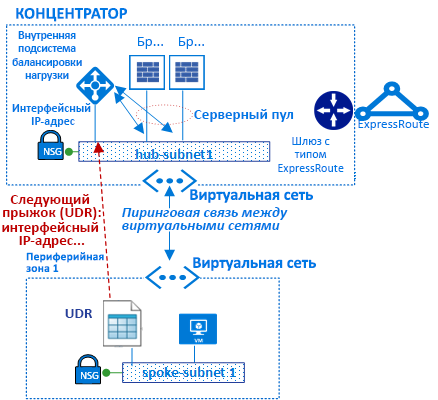 КОНЦЕНТРАТОР
Внутренняя
подсистема
балансировки
нагрузки
Бр...
Бр...
Интерфейсный
IP-адрес
Серверный пул
NSG
hub-subnet1
Шлюз с
типом
ExpressRoute
ExpressRoute
Виртуальная сеть
Следующий
прыжок (UDR):
интерфейсный
IP-адрес...
Пиринговая связь между
виртуальными сетями
Периферийная
зона 1
Виртуальная сеть
UDR
VM
NSG
spoke-subnet 1